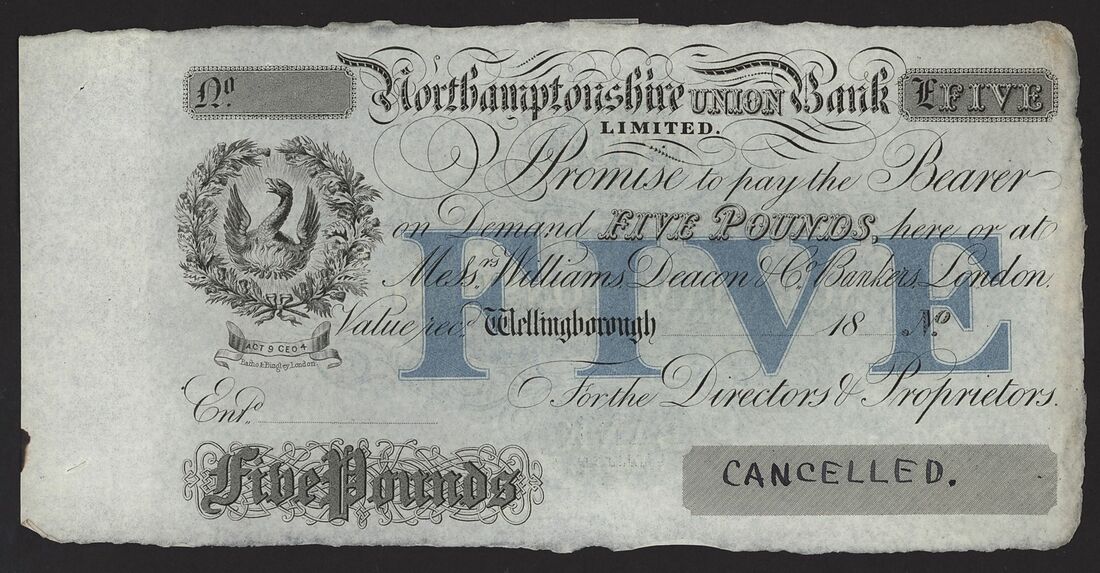 No.
Northamptonshire UNION Bank
£FIVE
LIMITED.
I Promise to pay the Bearer
on Demand FIVE POUNDS, here or at
Messrs. Williams, Deacon & Co. Bankers, London.
Value recd. Wellingborough 18 No
FIVE
ACT 9 GEO 4
Batho & Bingley, London.
Entd.
For the Directors & Proprietors.
Five Pounds
CANCELLED.